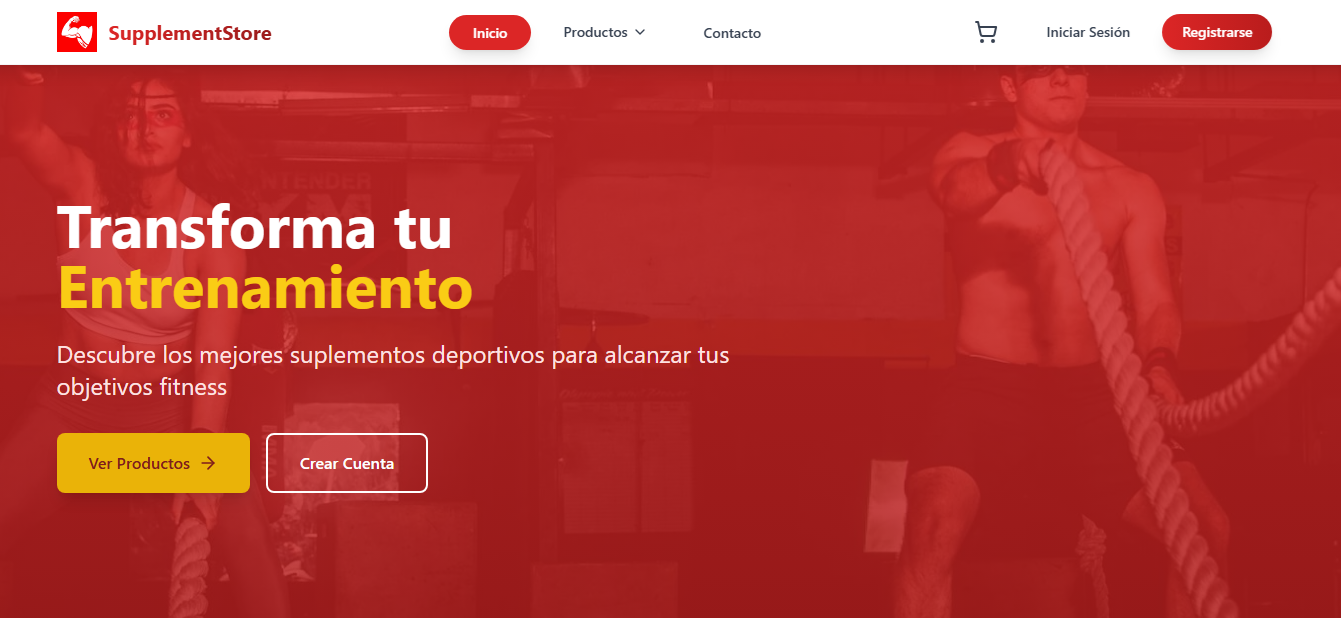 SupplementStore
Inicio
Productos
Contacto
Iniciar Sesión
Registrarse
Transforma tu
Entrenamiento
Descubre los mejores suplementos deportivos para alcanzar tus
objetivos fitness
Ver Productos
Crear Cuenta